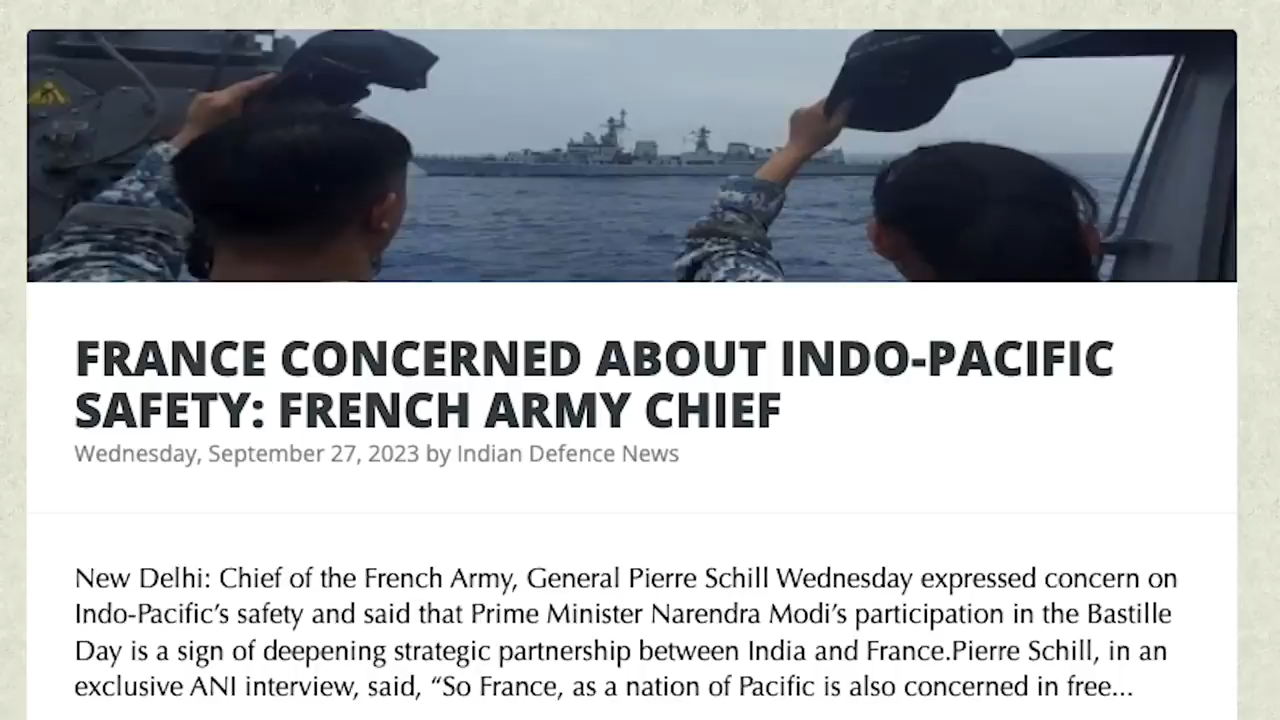 FRANCE CONCERNED ABOUT INDO-PACIFIC
SAFETY: FRENCH ARMY CHIEF
Wednesday, September 27, 2023 by Indian Defence News
New Delhi: Chief of the French Army, General Pierre Schill Wednesday expressed concern on
Indo-Pacific’s safety and said that Prime Minister Narendra Modi’s participation in the Bastille
Day is a sign of deepening strategic partnership between India and France.Pierre Schill, in an
exclusive ANI interview, said, “So France, as a nation of Pacific is also concerned in free...